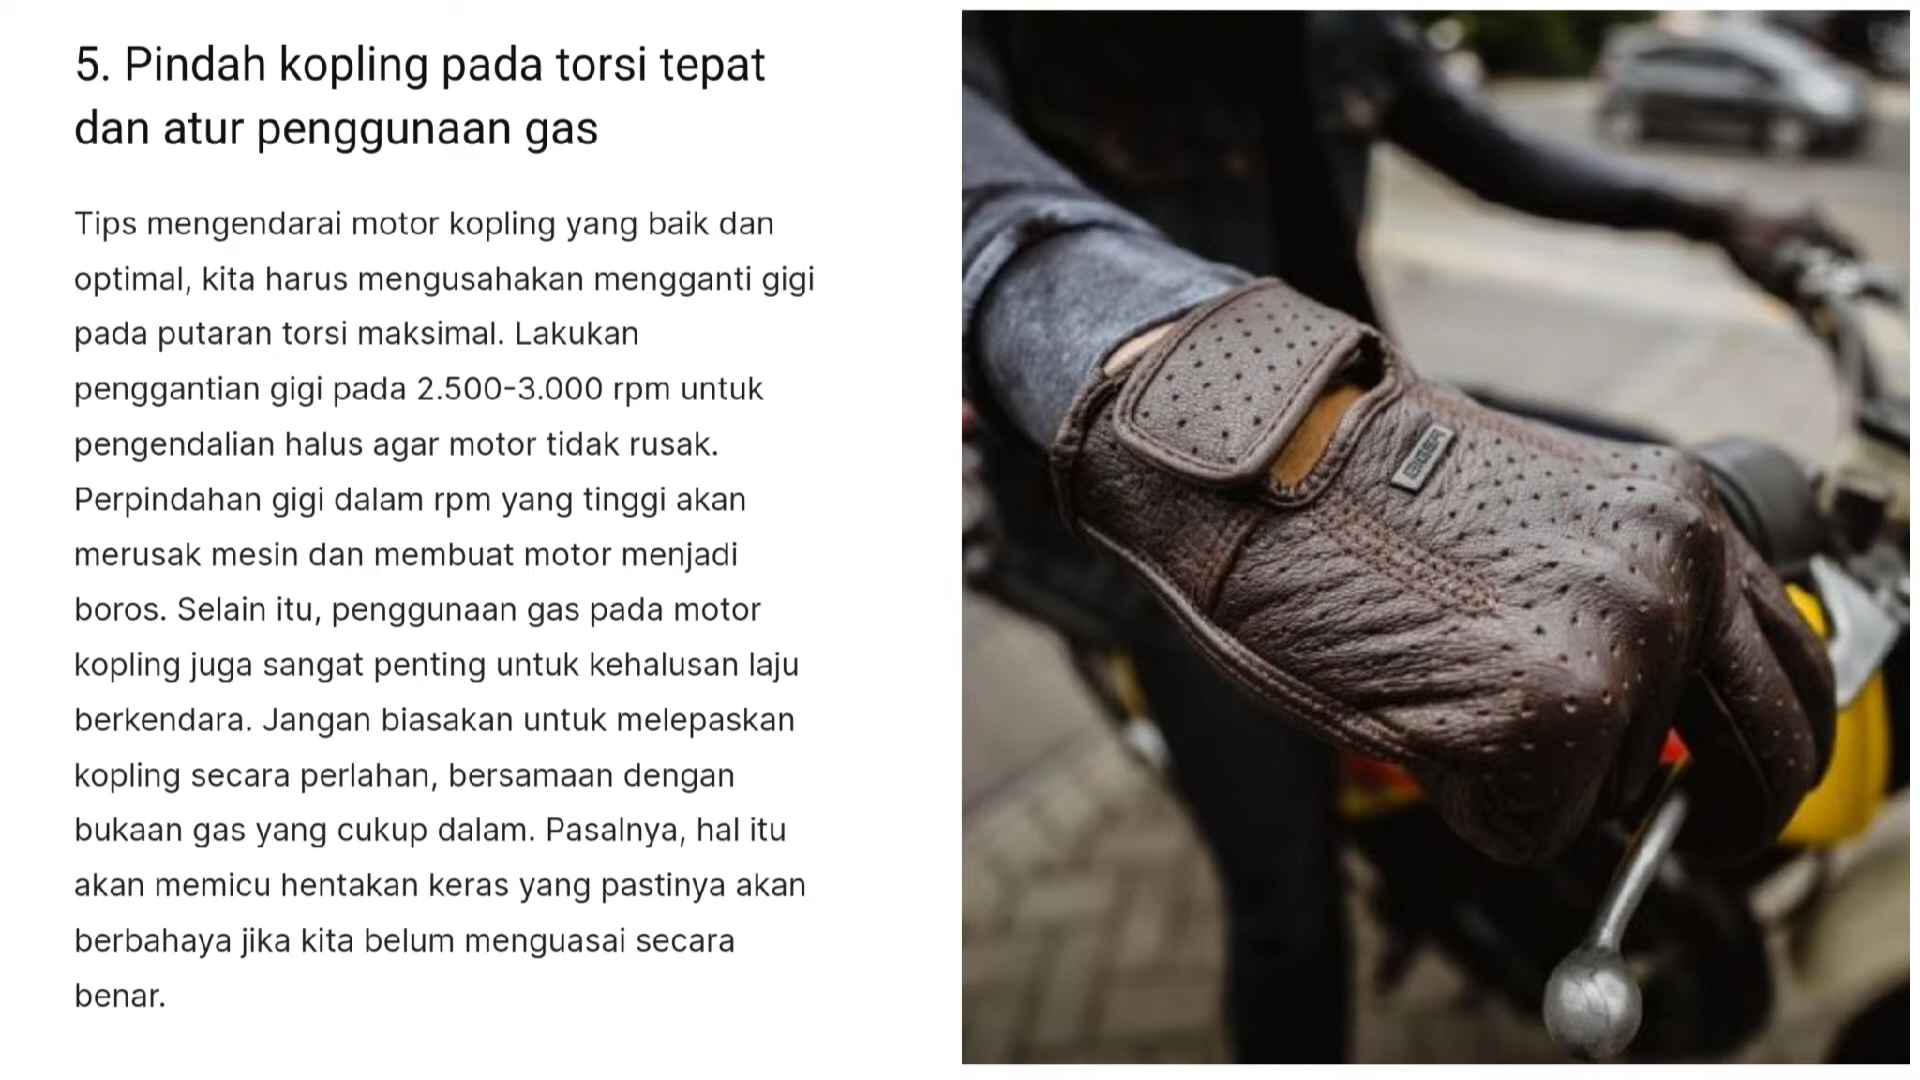 5. Pindah kopling pada torsi tepat
dan atur penggunaan gas
Tips mengendarai motor kopling yang baik dan
optimal, kita harus mengusahakan mengganti gigi
pada putaran torsi maksimal. Lakukan
penggantian gigi pada 2.500-3.000 rpm untuk
pengendalian halus agar motor tidak rusak.
Perpindahan gigi dalam rpm yang tinggi akan
merusak mesin dan membuat motor menjadi
boros. Selain itu, penggunaan gas pada motor
kopling juga sangat penting untuk kehalusan laju
berkendara. Jangan biasakan untuk melepaskan
kopling secara perlahan, bersamaan dengan
bukaan gas yang cukup dalam. Pasalnya, hal itu
akan memicu hentakan keras yang pastinya akan
berbahaya jika kita belum menguasai secara
benar.